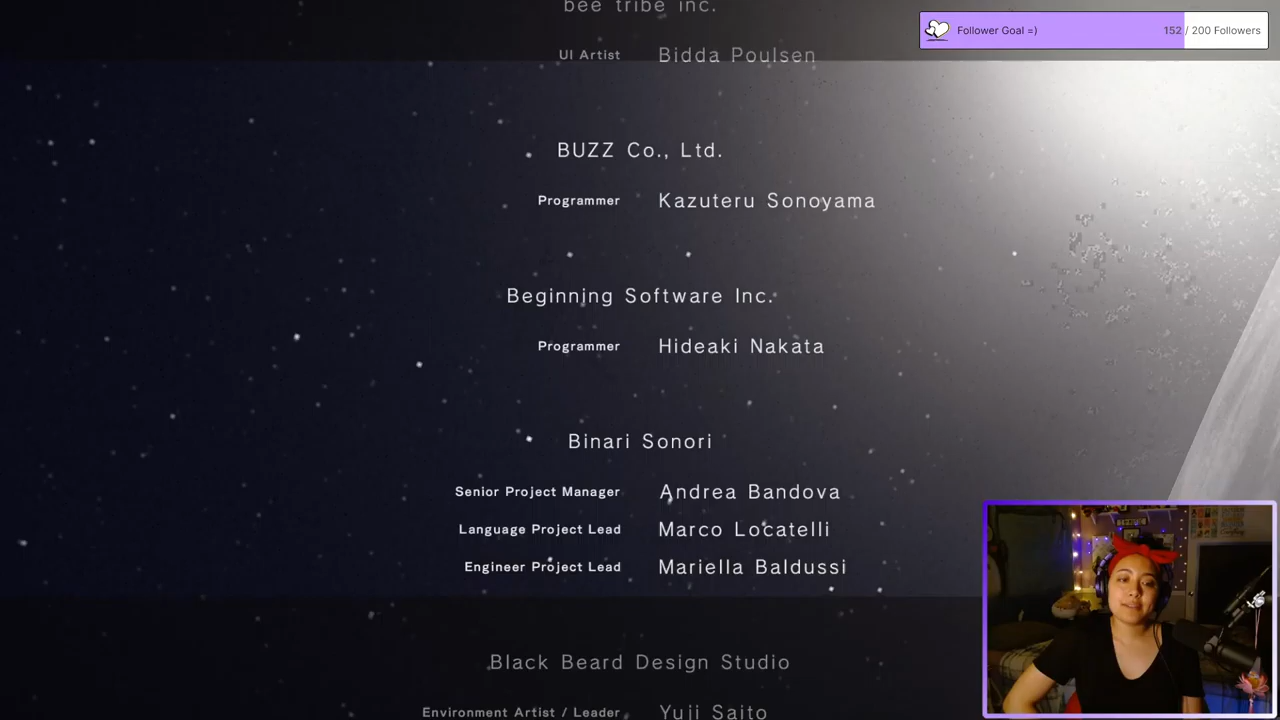 bee tribe inc.
Follower Goal =)
152 / 200 Followers
UI Artist Bidda Poulsen
BUZZ Co., Ltd.
Programmer Kazuteru Sonoyama
Beginning Software Inc.
Programmer Hideaki Nakata
Binari Sonori
Senior Project Manager Andrea Bandova
Language Project Lead Marco Locatelli
Engineer Project Lead Mariella Baldussi
Black Beard Design Studio
Environment Artist / Leader Yuji Saito